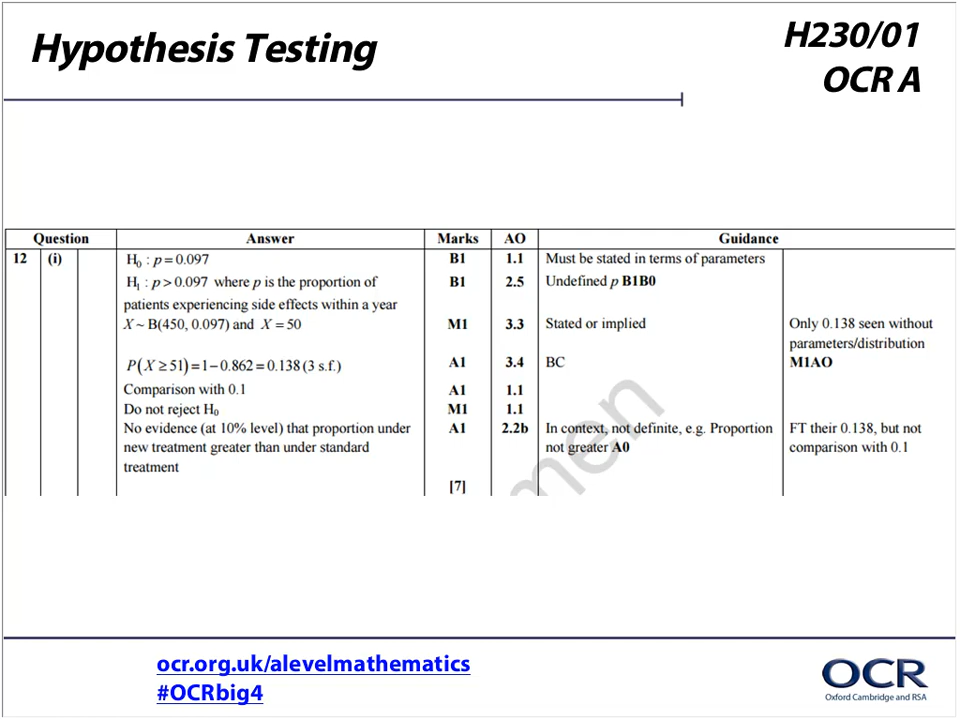 Hypothesis Testing
H230/01
OCR A
Question Answer Marks AO Guidance
12 (i) H₀ : p = 0.097 B1 1.1 Must be stated in terms of parameters
H₁ : p > 0.097 where p is the proportion of B1 2.5 Undefined p B1B0
patients experiencing side effects within a year
X ~ B(450, 0.097) and X = 50 M1 3.3 Stated or implied Only 0.138 seen without
parameters/distribution
P(X ≥ 51) = 1 − 0.862 = 0.138 (3 s.f.) A1 3.4 BC M1AO
Comparison with 0.1 A1 1.1
Do not reject H₀ M1 1.1
No evidence (at 10% level) that proportion under A1 2.2b In context, not definite, e.g. Proportion FT their 0.138, but not
new treatment greater than under standard not greater A0 comparison with 0.1
treatment
[7]
men
ocr.org.uk/alevelmathematics
#OCRbig4
OCR
Oxford Cambridge and RSA